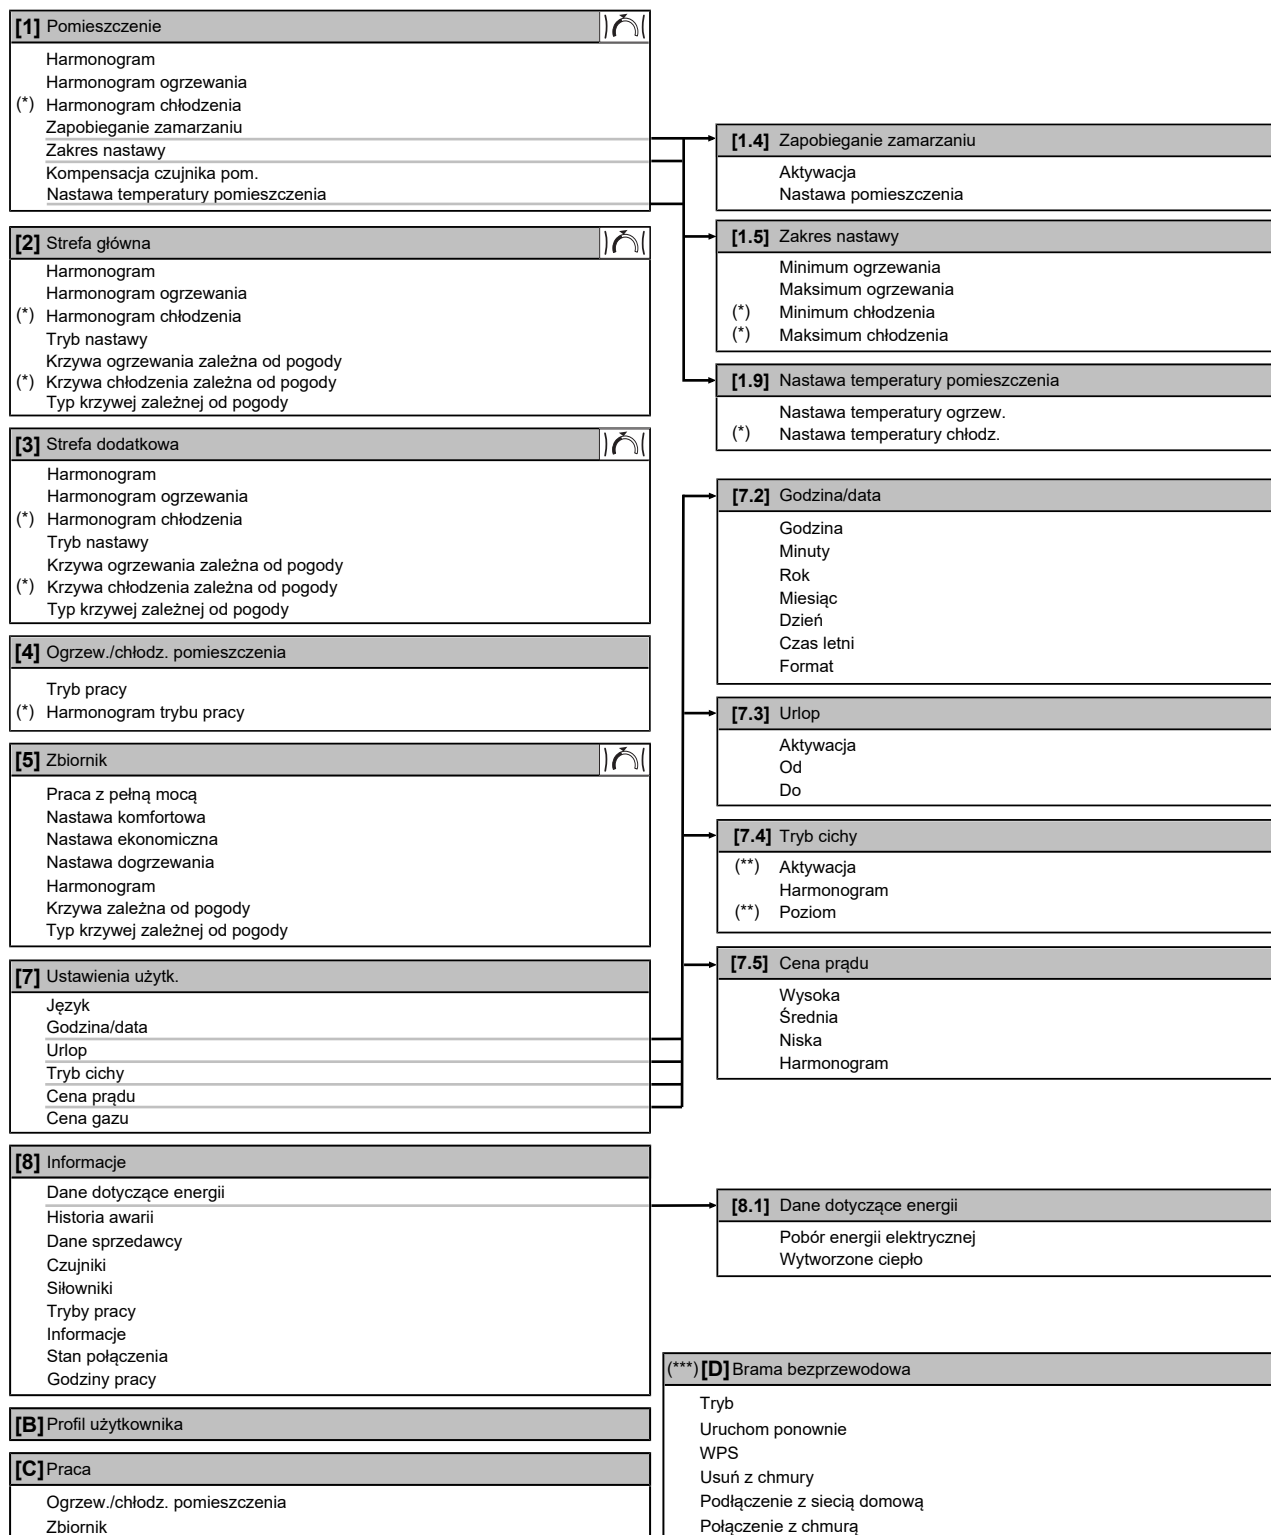 [1] Pomieszczenie
Harmonogram
Harmonogram ogrzewania
(*) Harmonogram chłodzenia
Zapobieganie zamarzaniu
Zakres nastawy
Kompensacja czujnika pom.
Nastawa temperatury pomieszczenia
[2] Strefa główna
Harmonogram
Harmonogram ogrzewania
(*) Harmonogram chłodzenia
Tryb nastawy
Krzywa ogrzewania zależna od pogody
(*) Krzywa chłodzenia zależna od pogody
Typ krzywej zależnej od pogody
[3] Strefa dodatkowa
Harmonogram
Harmonogram ogrzewania
(*) Harmonogram chłodzenia
Tryb nastawy
Krzywa ogrzewania zależna od pogody
(*) Krzywa chłodzenia zależna od pogody
Typ krzywej zależnej od pogody
[4] Ogrzew./chłodz. pomieszczenia
Tryb pracy
(*) Harmonogram trybu pracy
[5] Zbiornik
Praca z pełną mocą
Nastawa komfortowa
Nastawa ekonomiczna
Nastawa dogrzewania
Harmonogram
Krzywa zależna od pogody
Typ krzywej zależnej od pogody
[7] Ustawienia użytk.
Język
Godzina/data
Urlop
Tryb cichy
Cena prądu
Cena gazu
[8] Informacje
Dane dotyczące energii
Historia awarii
Dane sprzedawcy
Czujniki
Siłowniki
Tryby pracy
Informacje
Stan połączenia
Godziny pracy
[B] Profil użytkownika
[C] Praca
Ogrzew./chłodz. pomieszczenia
Zbiornik
[1.4] Zapobieganie zamarzaniu
Aktywacja
Nastawa pomieszczenia
[1.5] Zakres nastawy
Minimum ogrzewania
Maksimum ogrzewania
(*) Minimum chłodzenia
(*) Maksimum chłodzenia
[1.9] Nastawa temperatury pomieszczenia
Nastawa temperatury ogrzew.
(*) Nastawa temperatury chłodz.
[7.2] Godzina/data
Godzina
Minuty
Rok
Miesiąc
Dzień
Czas letni
Format
[7.3] Urlop
Aktywacja
Od
Do
[7.4] Tryb cichy
(**) Aktywacja
Harmonogram
(**) Poziom
[7.5] Cena prądu
Wysoka
Średnia
Niska
Harmonogram
[8.1] Dane dotyczące energii
Pobór energii elektrycznej
Wytworzone ciepło
(***) [D] Brama bezprzewodowa
Tryb
Uruchom ponownie
WPS
Usuń z chmury
Podłączenie z siecią domową
Połączenie z chmurą